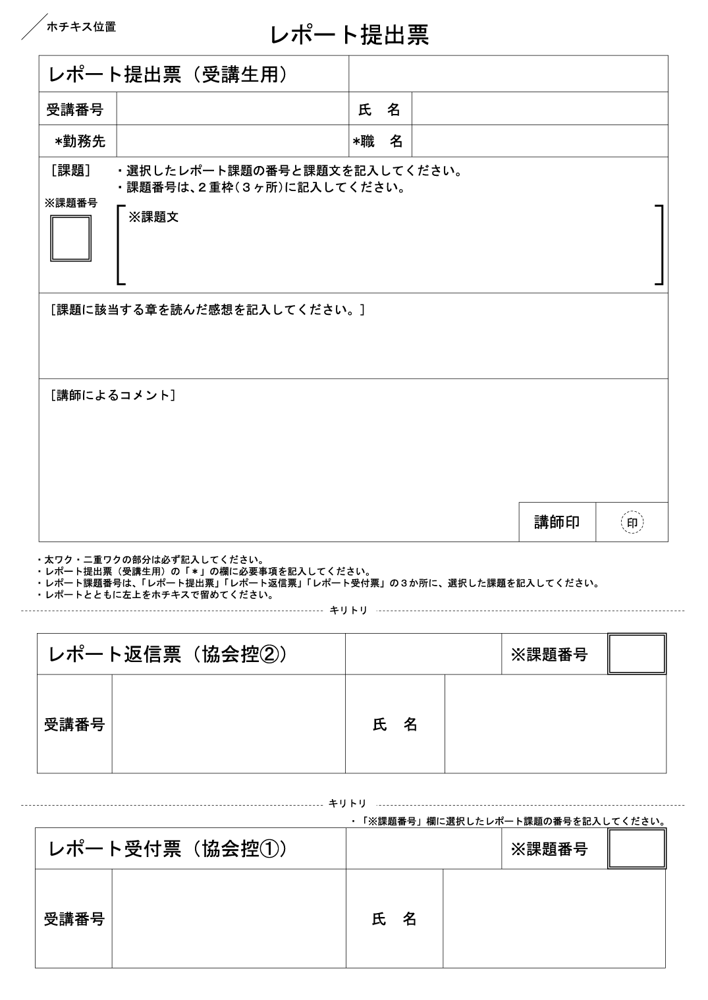 ホチキス位置
レポート提出票
レポート提出票（受講生用）
受講番号
氏　名
*勤務先
*職　名
［課題］
・選択したレポート課題の番号と課題文を記入してください。
・課題番号は、２重枠（３ヶ所）に記入してください。
※課題番号
※課題文
［課題に該当する章を読んだ感想を記入してください。］
［講師によるコメント］
講師印
印
・太ワク・二重ワクの部分は必ず記入してください。
・レポート提出票（受講生用）の「＊」の欄に必要事項を記入してください。
・レポート課題番号は、「レポート提出票」「レポート返信票」「レポート受付票」の３か所に、選択した課題を記入してください。
・レポートとともに左上をホチキスで留めてください。
キリトリ
レポート返信票（協会控②）
※課題番号
受講番号
氏　名
キリトリ
・「※課題番号」欄に選択したレポート課題の番号を記入してください。
レポート受付票（協会控①）
※課題番号
受講番号
氏　名